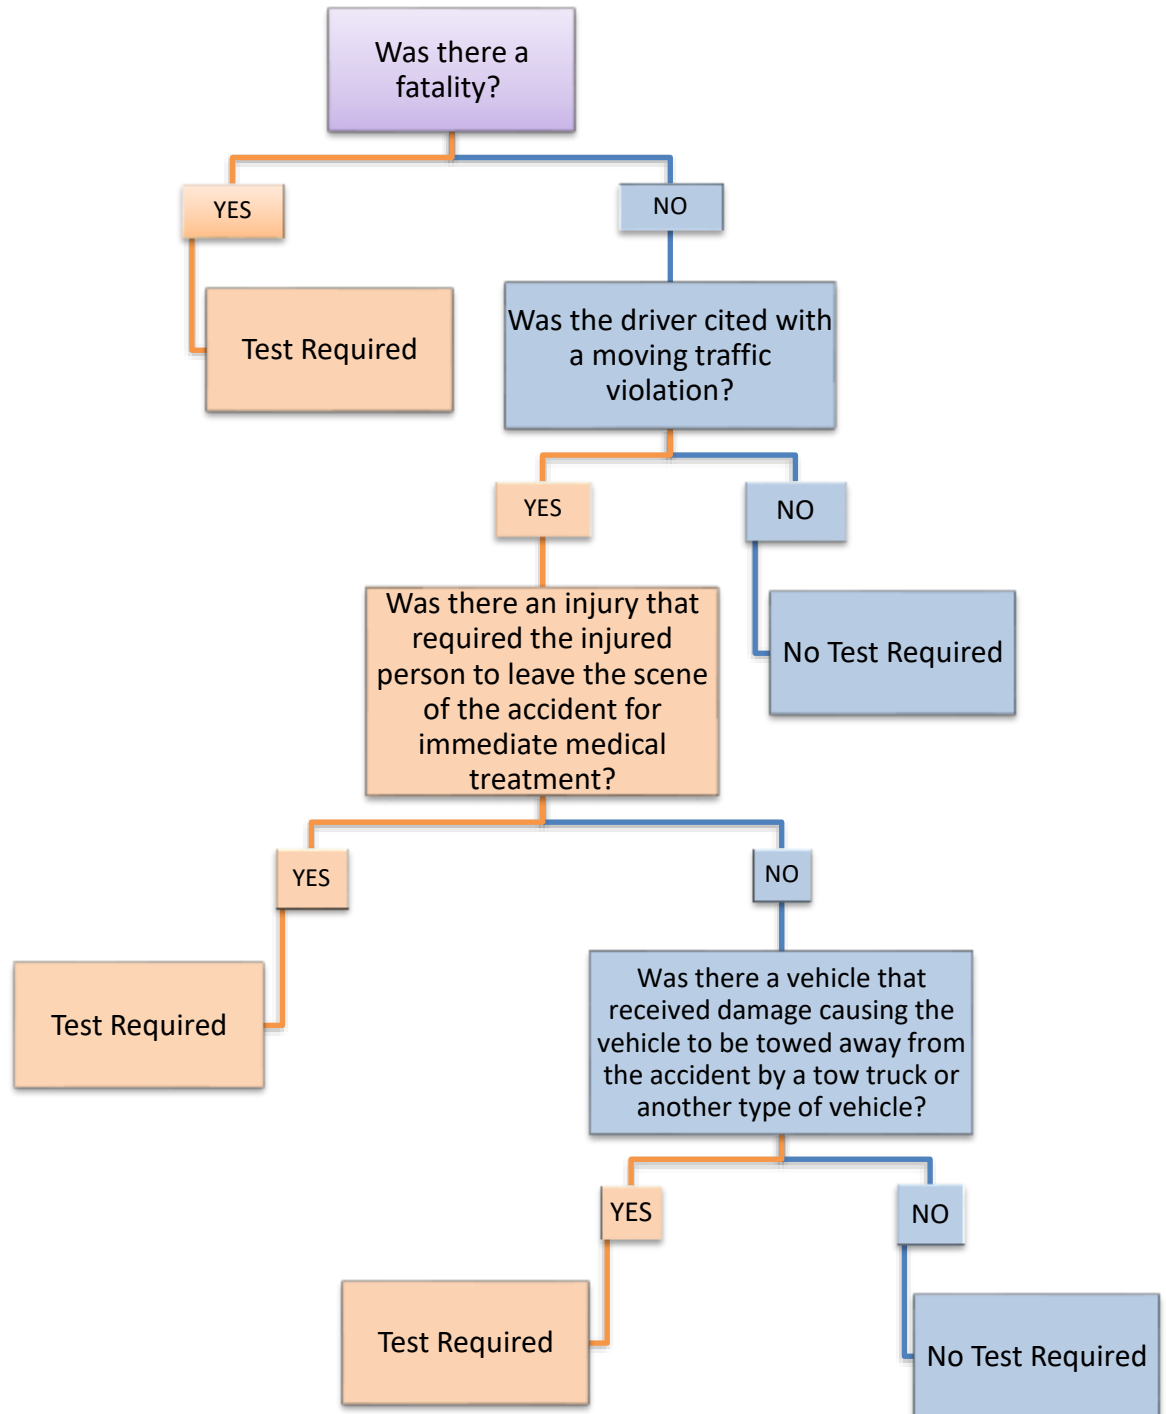 Was there a
fatality?
YES
NO
Test Required
Was the driver cited with
a moving traffic
violation?
YES
NO
Was there an injury that
required the injured
person to leave the scene
of the accident for
immediate medical
treatment?
No Test Required
YES
NO
Test Required
Was there a vehicle that
received damage causing the
vehicle to be towed away from
the accident by a tow truck or
another type of vehicle?
YES
NO
Test Required
No Test Required